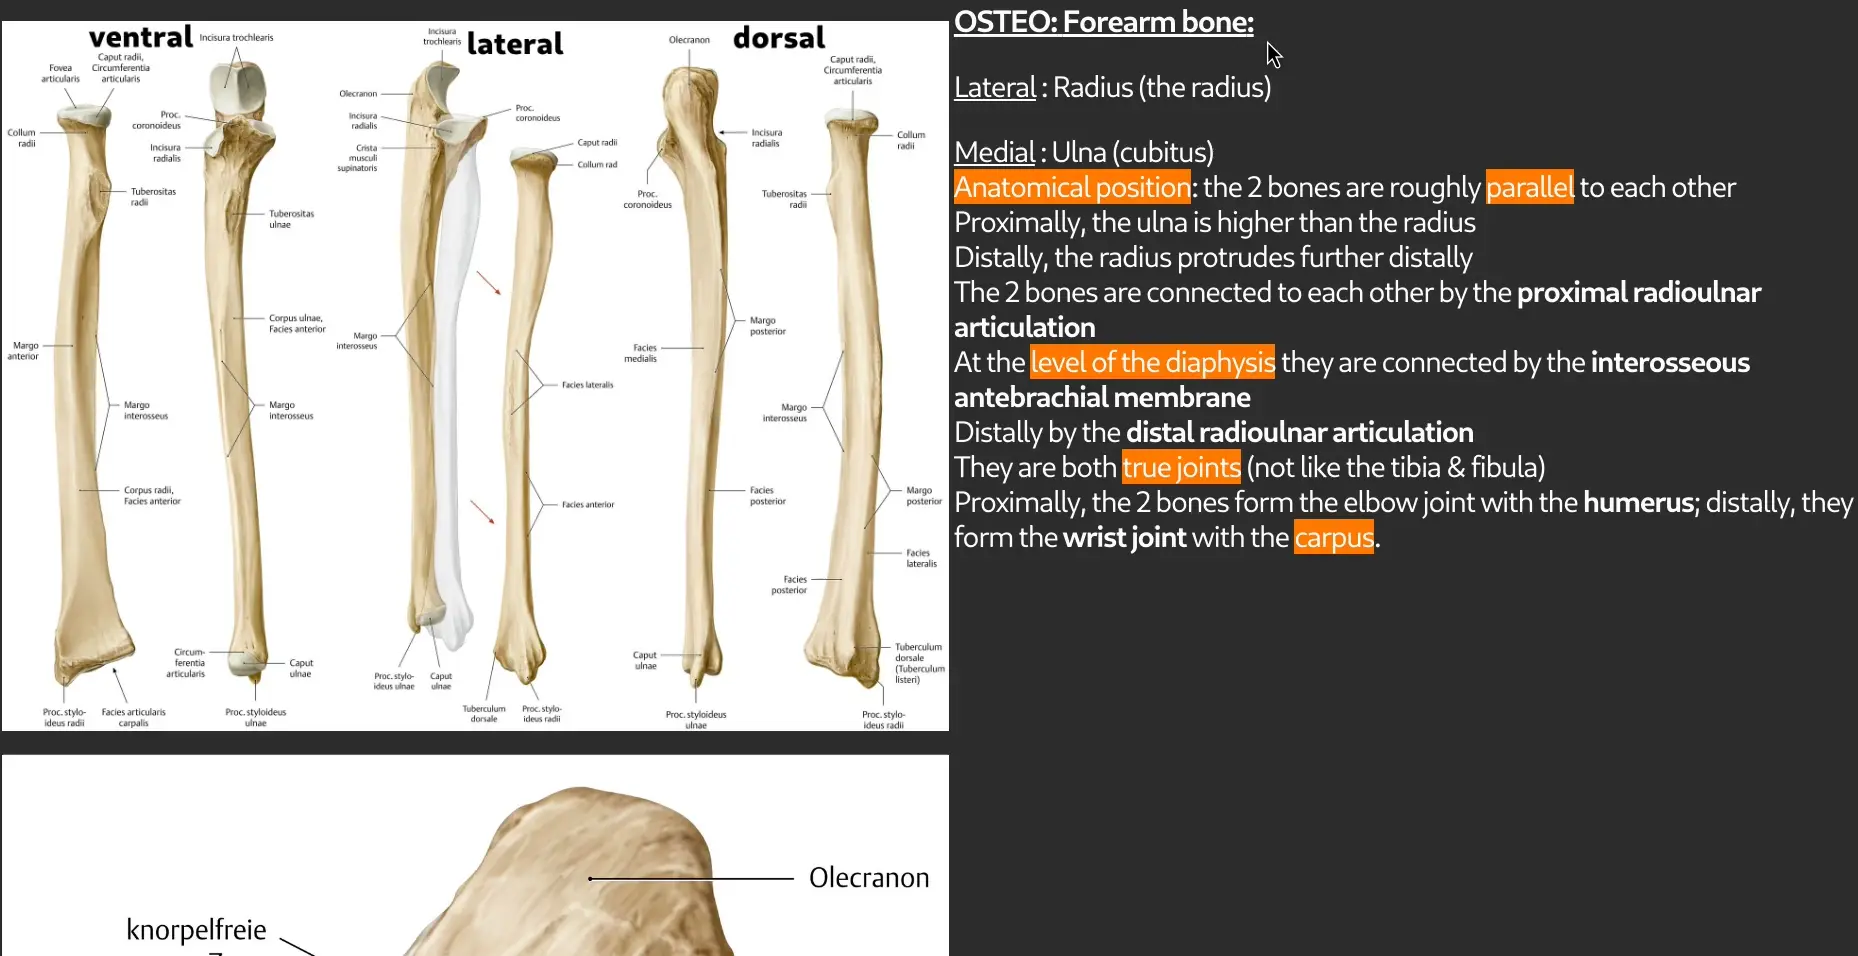 ventral
Incisura trochlearis
Caput radii,
Circumferentia
articularis
Fovea
articularis
Proc.
coronoideus
Collum
radii
Incisura
radialis
Tuberositas
radii
Tuberositas
ulnae
Corpus ulnae,
Facies anterior
Margo
anterior
Margo
interosseus
Margo
interosseus
Corpus radii,
Facies anterior
Circum-
ferentia
articularis
Caput
ulnae
Proc. stylo-
ideus radii
Facies articularis
carpalis
Proc. styloideus
ulnae
lateral
Incisura
trochlearis
Olecranon
Incisura
radialis
Proc.
coronoideus
Crista
musculi
supinatoris
Caput radii
Collum rad
Margo
interosseus
Facies lateralis
Facies anterior
Proc. stylo-
ideus ulnae
Caput
ulnae
Tuberculum
dorsale
Proc. stylo-
ideus radii
dorsal
Olecranon
Caput radii,
Circumferentia
articularis
Incisura
radialis
Collum
radii
Proc.
coronoideus
Tuberositas
radii
Margo
posterior
Facies
medialis
Margo
interosseus
Facies
posterior
Margo
posterior
Facies
lateralis
Facies
posterior
Caput
ulnae
Tuberculum
dorsale
(Tuberculum
listeri)
Proc. styloideus
ulnae
Proc. stylo-
ideus radii
Olecranon
knorpelfreie
OSTEO: Forearm bone:
Lateral : Radius (the radius)
Medial : Ulna (cubitus)
Anatomical position: the 2 bones are roughly parallel to each other
Proximally, the ulna is higher than the radius
Distally, the radius protrudes further distally
The 2 bones are connected to each other by the proximal radioulnar
articulation
At the level of the diaphysis they are connected by the interosseous
antebrachial membrane
Distally by the distal radioulnar articulation
They are both true joints (not like the tibia & fibula)
Proximally, the 2 bones form the elbow joint with the humerus; distally, they
form the wrist joint with the carpus.